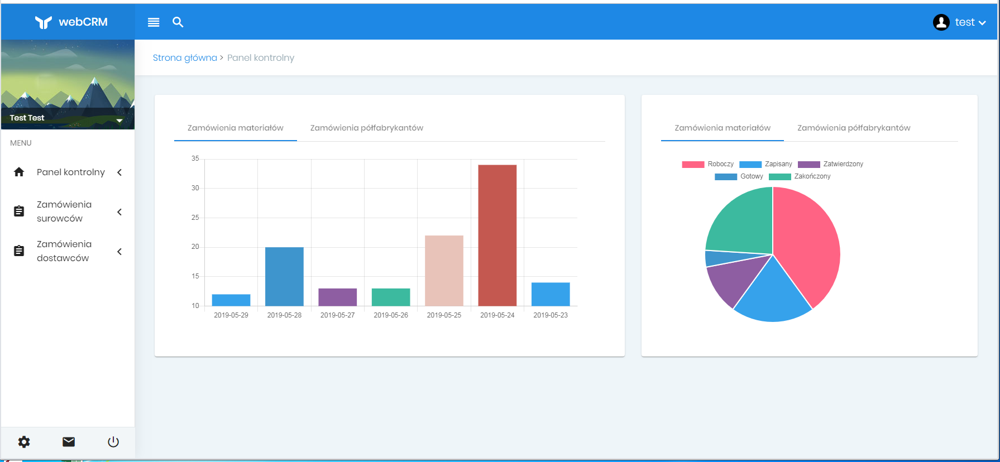 webCRM
test
Strona główna > Panel kontrolny
Test Test
MENU
Panel kontrolny
Zamówienia
surowców
Zamówienia
dostawców
Zamówienia materiałów Zamówienia półfabrykantów
35
30
25
20
15
10
2019-05-29 2019-05-28 2019-05-27 2019-05-26 2019-05-25 2019-05-24 2019-05-23
Zamówienia materiałów Zamówienia półfabrykantów
Roboczy Zapisany Zatwierdzony
Gotowy Zakończony